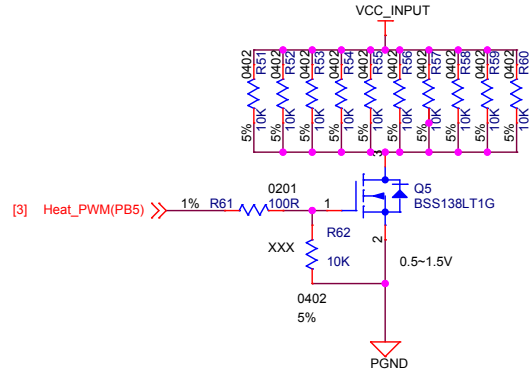 VCC_INPUT
0402 R51 0402 R52 0402 R53 0402 R54 0402 R55 0402 R56 0402 R57 0402 R58 0402 R59 0402 R60
5% 10K 5% 10K 5% 10K 5% 10K 5% 10K 5% 10K 5% 10K 5% 10K 5% 10K 5% 10K
3
Q5
BSS138LT1G
0201
[3] Heat_PWM(PB5) 1% R61 100R 1
R62
XXX
10K
2
0.5~1.5V
0402
5%
PGND